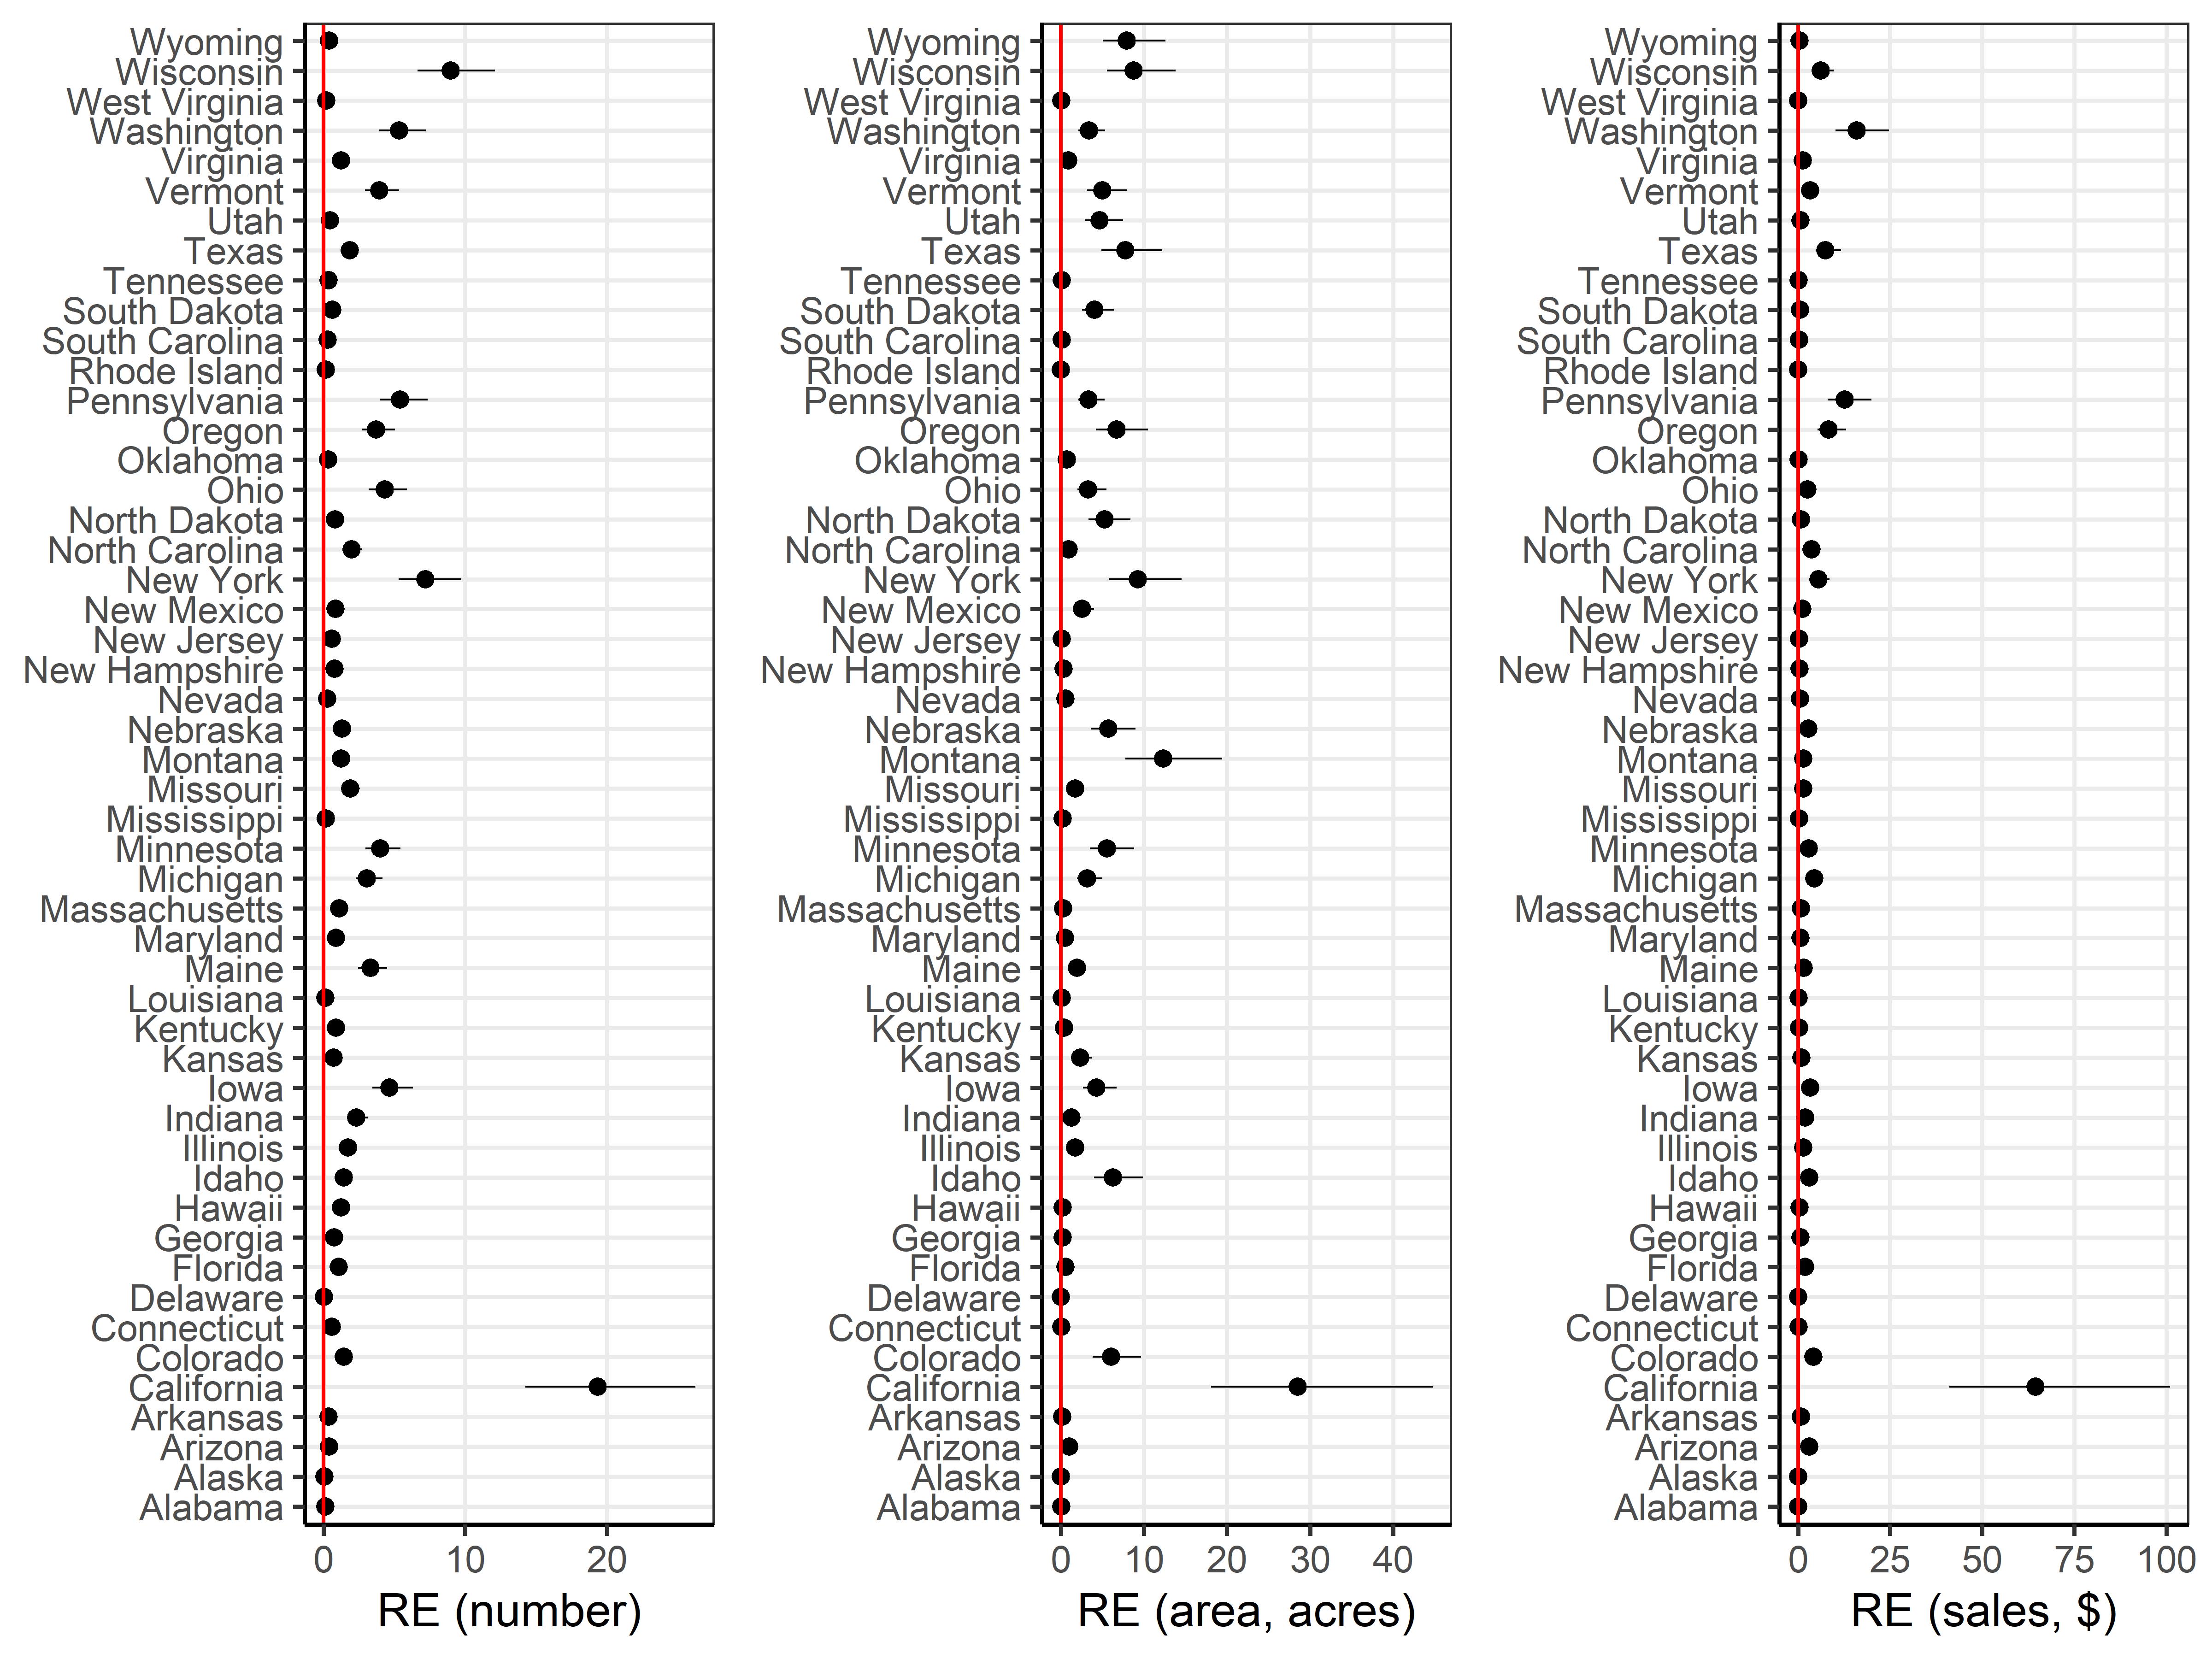 Wyoming
Wisconsin
West Virginia
Washington
Virginia
Vermont
Utah
Texas
Tennessee
South Dakota
South Carolina
Rhode Island
Pennsylvania
Oregon
Oklahoma
Ohio
North Dakota
North Carolina
New York
New Mexico
New Jersey
New Hampshire
Nevada
Nebraska
Montana
Missouri
Mississippi
Minnesota
Michigan
Massachusetts
Maryland
Maine
Louisiana
Kentucky
Kansas
Iowa
Indiana
Illinois
Idaho
Hawaii
Georgia
Florida
Delaware
Connecticut
Colorado
California
Arkansas
Arizona
Alaska
Alabama
0 10 20
RE (number)
Wyoming
Wisconsin
West Virginia
Washington
Virginia
Vermont
Utah
Texas
Tennessee
South Dakota
South Carolina
Rhode Island
Pennsylvania
Oregon
Oklahoma
Ohio
North Dakota
North Carolina
New York
New Mexico
New Jersey
New Hampshire
Nevada
Nebraska
Montana
Missouri
Mississippi
Minnesota
Michigan
Massachusetts
Maryland
Maine
Louisiana
Kentucky
Kansas
Iowa
Indiana
Illinois
Idaho
Hawaii
Georgia
Florida
Delaware
Connecticut
Colorado
California
Arkansas
Arizona
Alaska
Alabama
0 10 20 30 40
RE (area, acres)
Wyoming
Wisconsin
West Virginia
Washington
Virginia
Vermont
Utah
Texas
Tennessee
South Dakota
South Carolina
Rhode Island
Pennsylvania
Oregon
Oklahoma
Ohio
North Dakota
North Carolina
New York
New Mexico
New Jersey
New Hampshire
Nevada
Nebraska
Montana
Missouri
Mississippi
Minnesota
Michigan
Massachusetts
Maryland
Maine
Louisiana
Kentucky
Kansas
Iowa
Indiana
Illinois
Idaho
Hawaii
Georgia
Florida
Delaware
Connecticut
Colorado
California
Arkansas
Arizona
Alaska
Alabama
0 25 50 75 100
RE (sales, $)